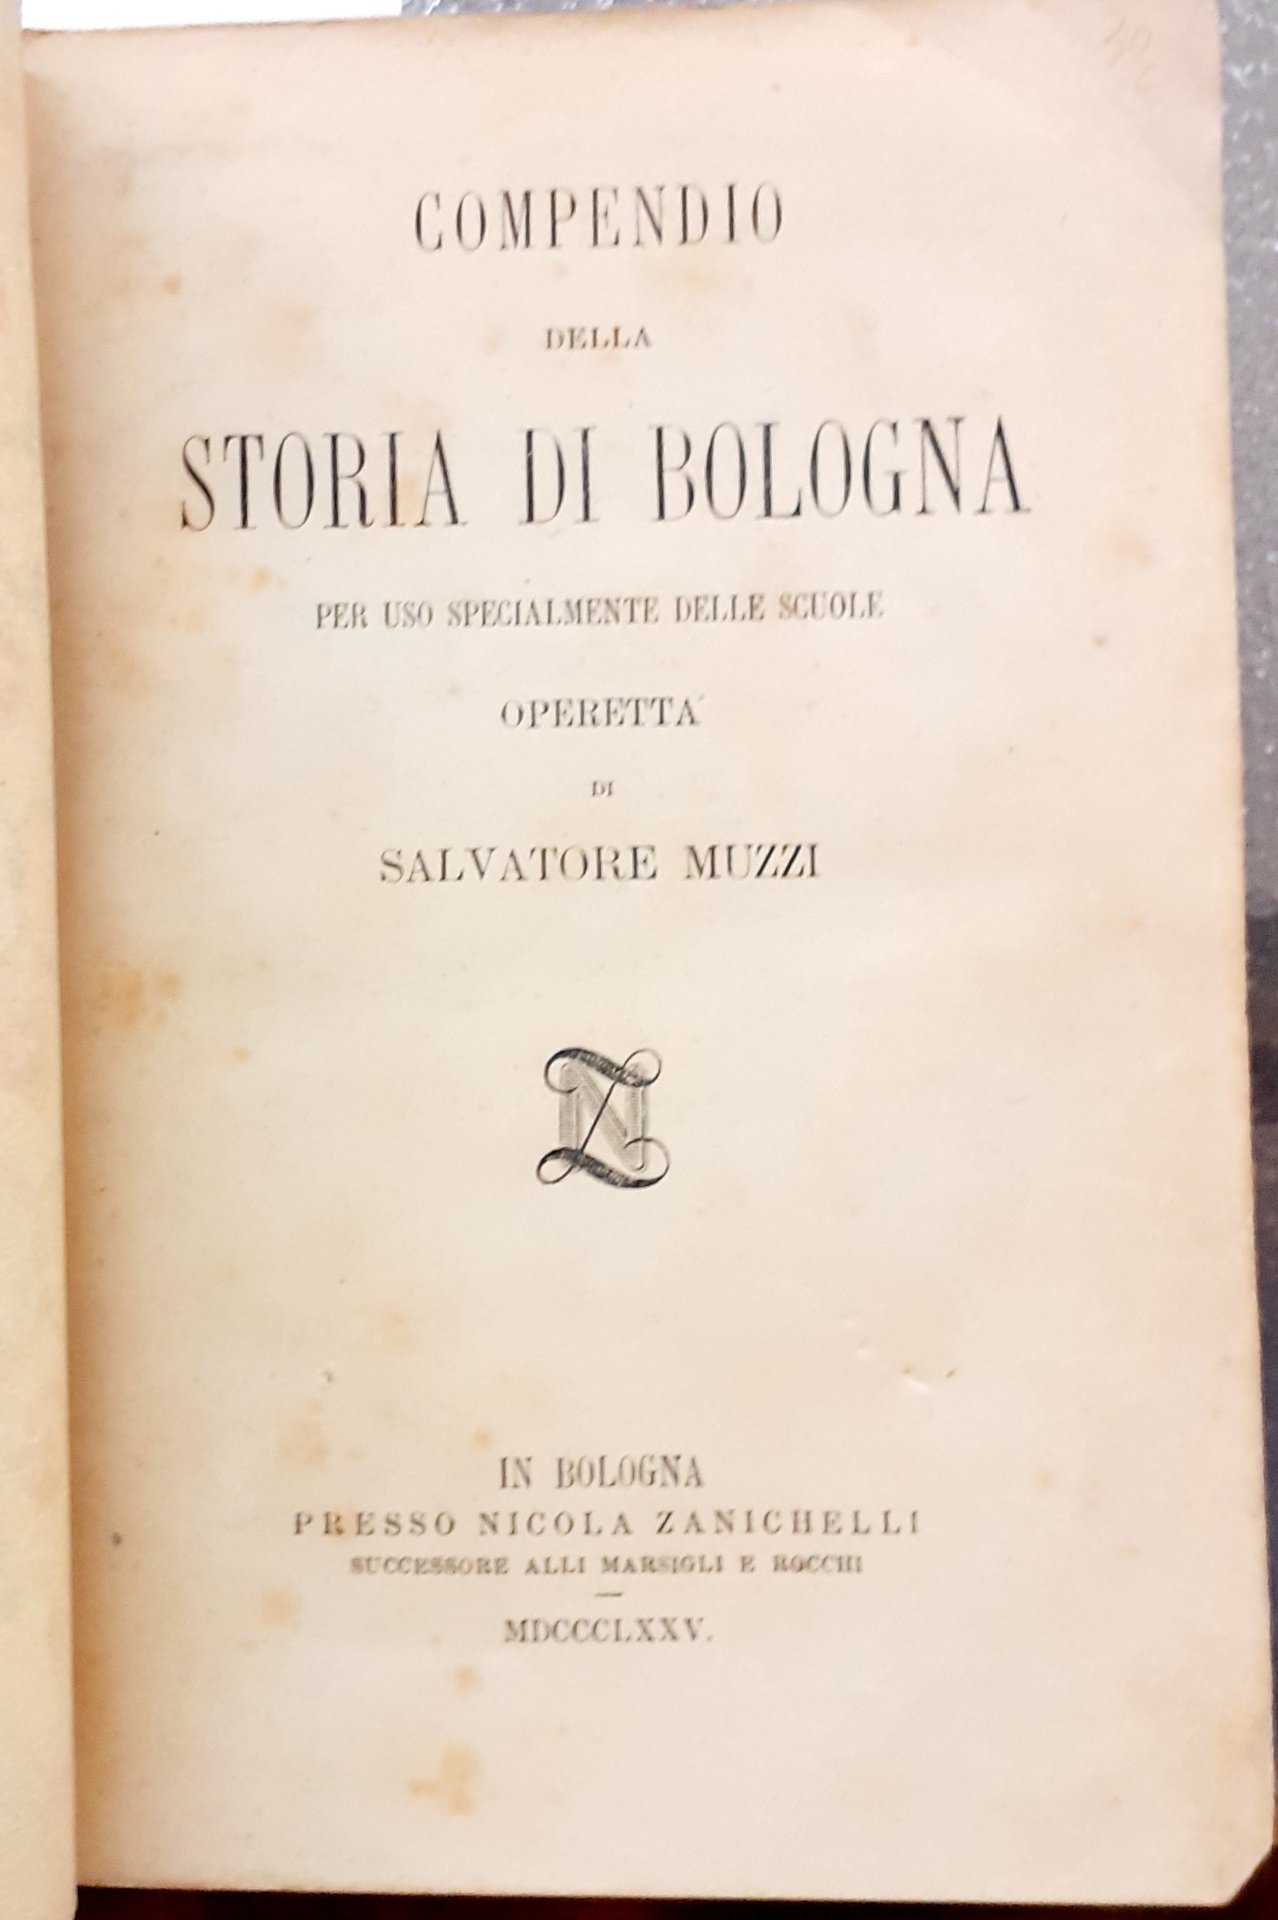 COMPENDIO
DELLA
STORIA DI BOLOGNA
PER USO SPECIALMENTE DELLE SCUOLE
OPERETTA
DI
SALVATORE MUZZI
NZ
IN BOLOGNA
PRESSO NICOLA ZANICHELLI
SUCCESSORE ALLI MARSIGLI E ROCCHI
MDCCCLXXV.